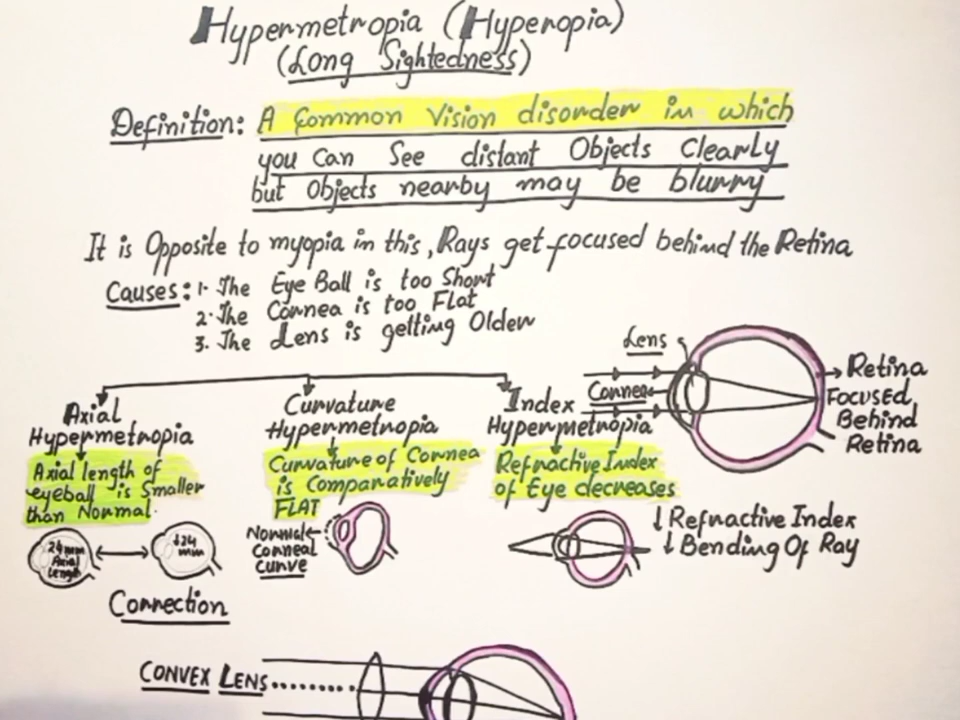 Hypermetropia (Hyperopia)
(Long Sightedness)
Definition: A Common Vision disorder in which
you Can See distant Objects Clearly
but Objects nearby may be blurry
It is Opposite to myopia in this, Rays get focused behind the Retina
Causes: 1. The Eye Ball is too Short
2. The Cornea is too Flat
3. The Lens is getting Older
Lens
Cornea
Retina
Focused
Behind
Retina
Axial
Hypermetropia
Axial length of
eyeball is Smaller
than Normal.
24mm
Axial
Length
↓24
mm
Curvature
Hypermetropia
Curvature of Cornea
is Comparatively
FLAT
Normal
Corneal
Curve
Index
Hypermetropia
Refractive Index
of Eye decreases
↓ Refractive Index
↓ Bending Of Ray
Correction
CONVEX LENS